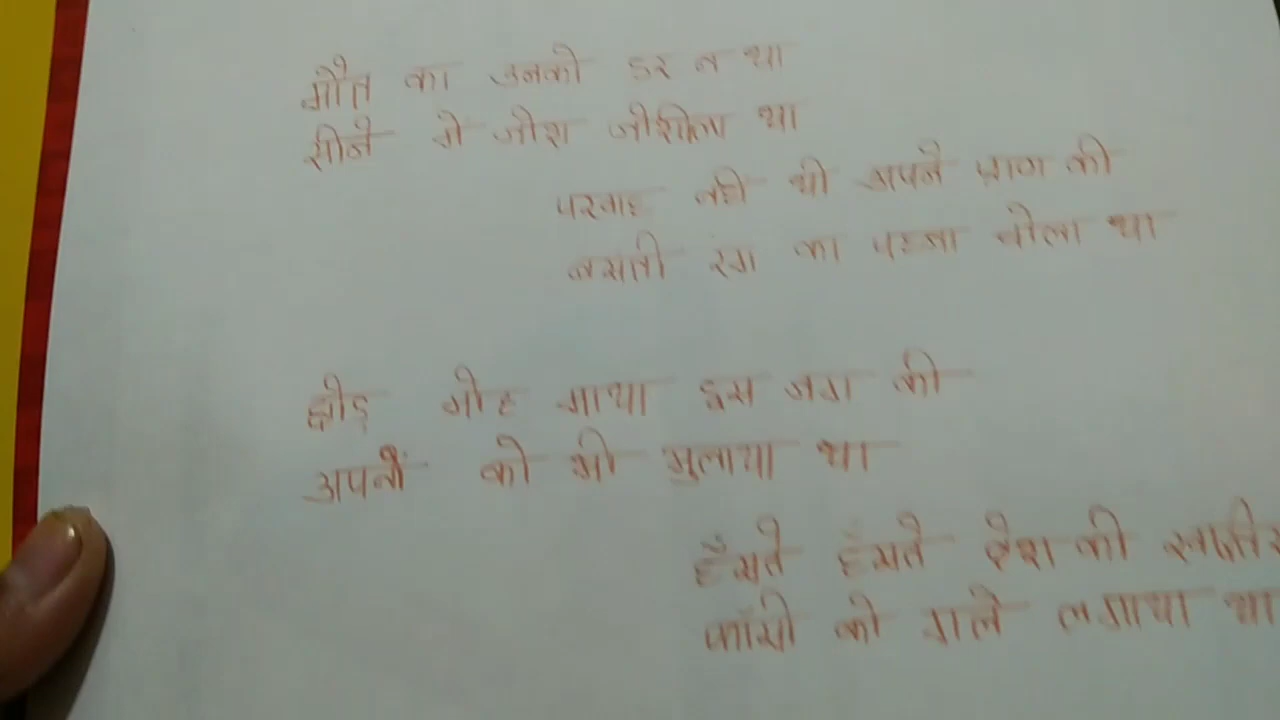 मौत का उनको डर न था
सीने में जोश जोशीला था
परवाह नही थी अपने प्राण की
बसंती रंग का पहना चोला था
छोड़ मोह माया इस जग की
अपनों को भी भुलाया था
हँसते हँसते देश की खातिर
फाँसी को गले लगाया था